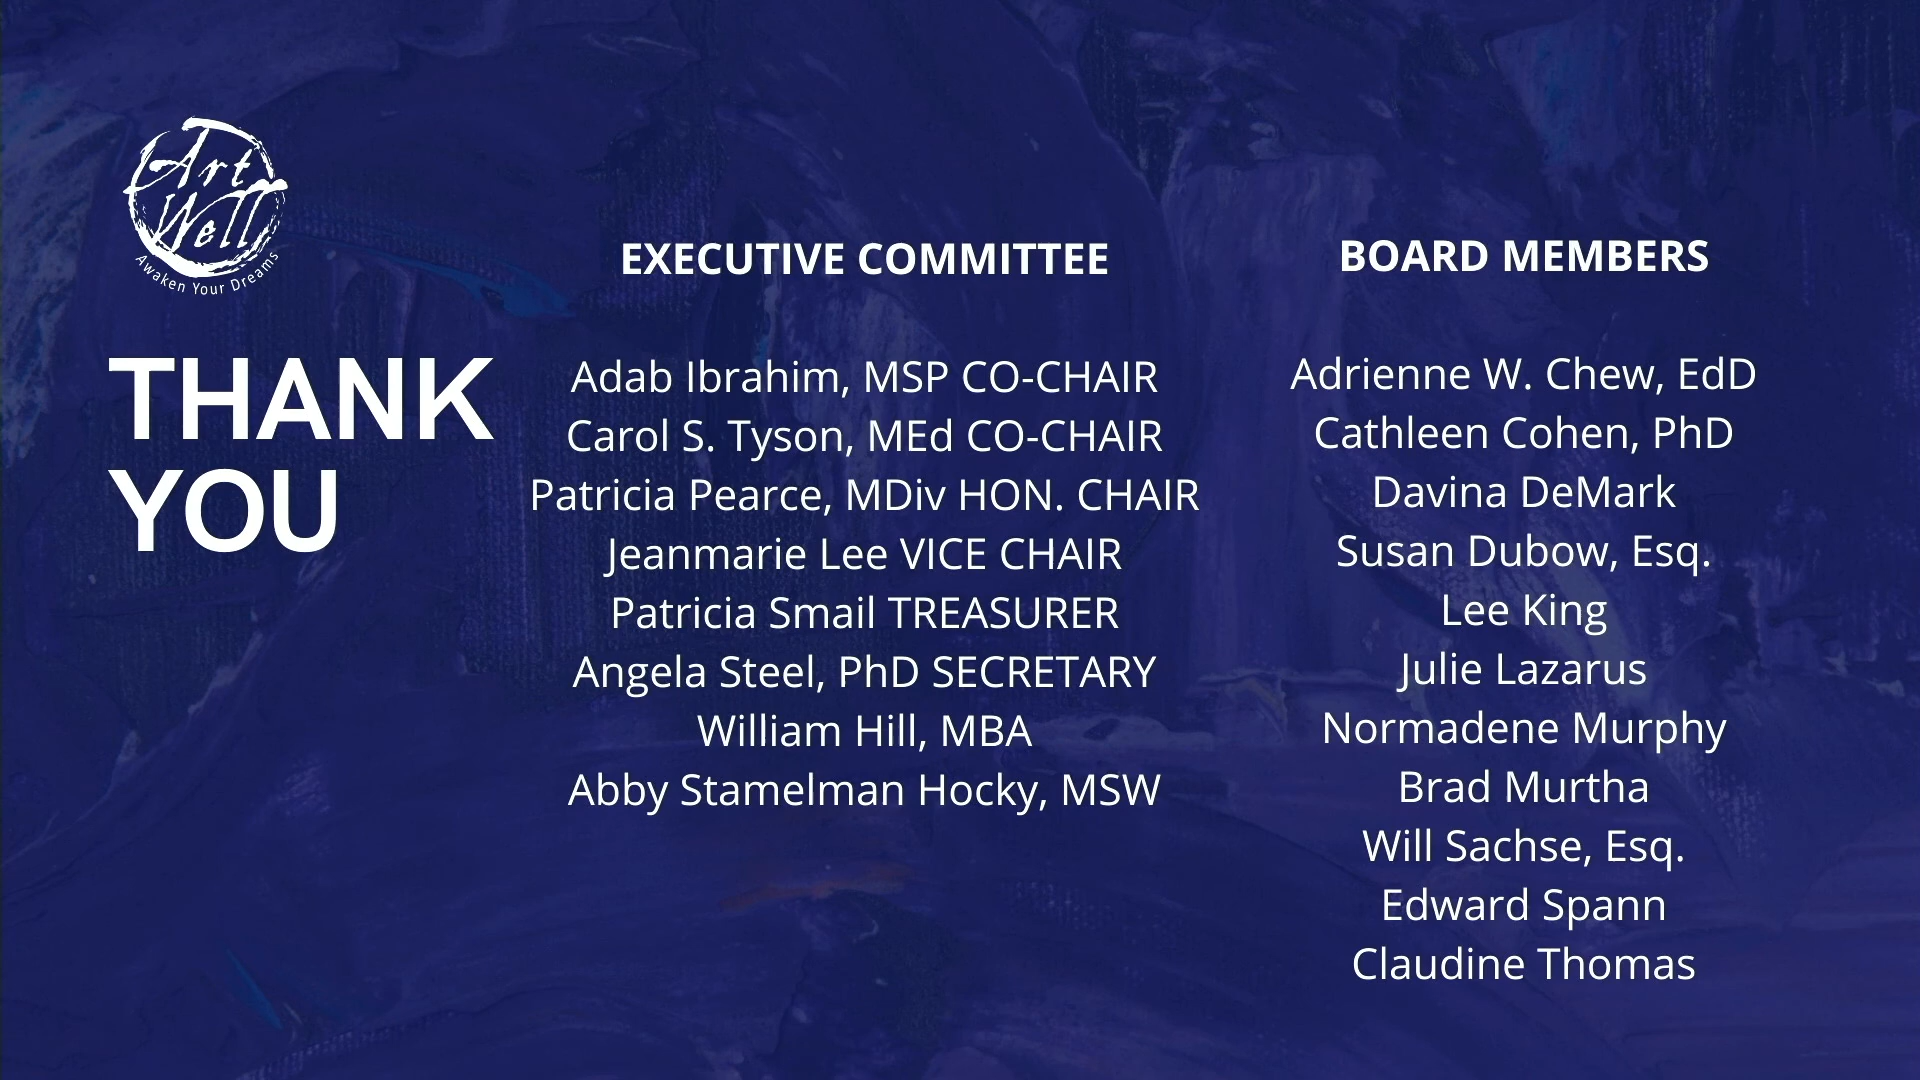 Art
Well
Awaken Your Dreams
THANK
YOU
EXECUTIVE COMMITTEE
Adab Ibrahim, MSP CO-CHAIR
Carol S. Tyson, MEd CO-CHAIR
Patricia Pearce, MDiv HON. CHAIR
Jeanmarie Lee VICE CHAIR
Patricia Smail TREASURER
Angela Steel, PhD SECRETARY
William Hill, MBA
Abby Stamelman Hocky, MSW
BOARD MEMBERS
Adrienne W. Chew, EdD
Cathleen Cohen, PhD
Davina DeMark
Susan Dubow, Esq.
Lee King
Julie Lazarus
Normadene Murphy
Brad Murtha
Will Sachse, Esq.
Edward Spann
Claudine Thomas